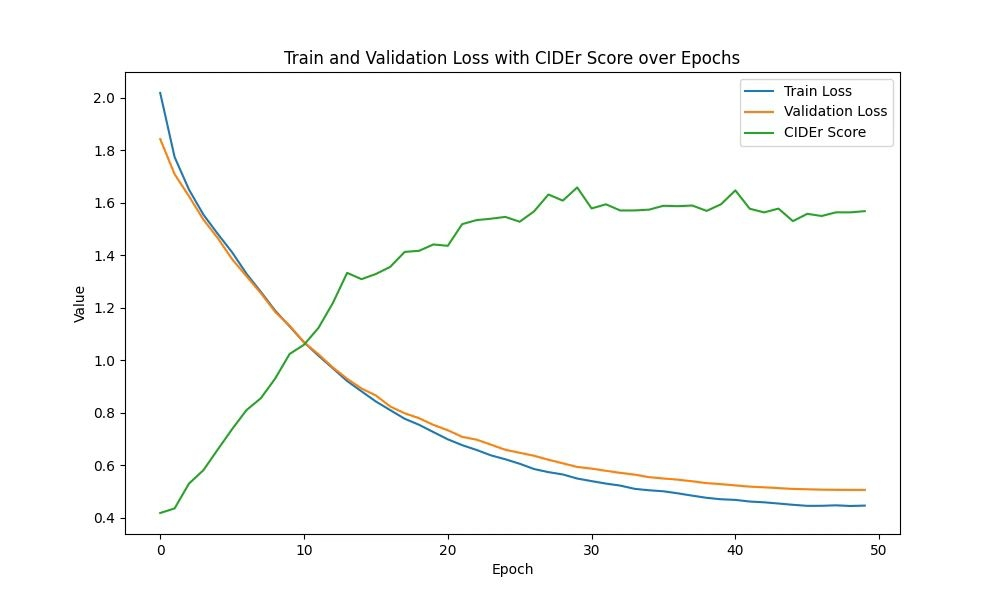 Train and Validation Loss with CIDEr Score over Epochs
Train Loss
Validation Loss
CIDEr Score
2.0
1.8
1.6
1.4
1.2
1.0
0.8
0.6
0.4
Value
0 10 20 30 40 50
Epoch